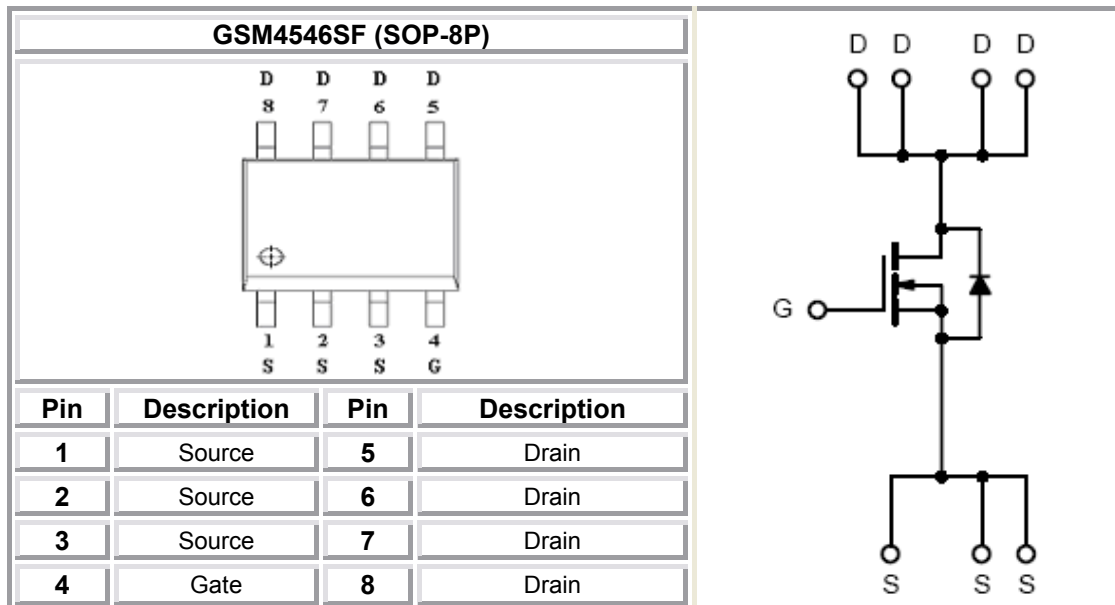 GSM4546SF (SOP-8P)
D D D D
8 7 6 5
1 2 3 4
S S S G
Pin Description Pin Description
1 Source 5 Drain
2 Source 6 Drain
3 Source 7 Drain
4 Gate 8 Drain
D D D D
G
S S S